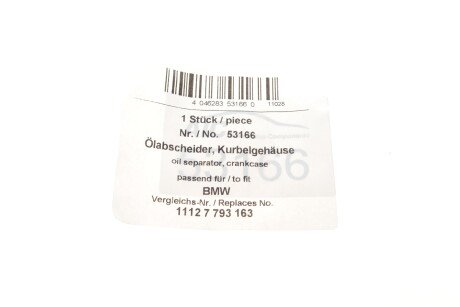 4 046283 53166 0 11028
1 Stück / piece
Nr. / No. 53166
Ölabscheider, Kurbelgehäuse
oil separator, crankcase
passend für / to fit
BMW
Vergleichs-Nr. / Replaces No.
1112 7 793 163